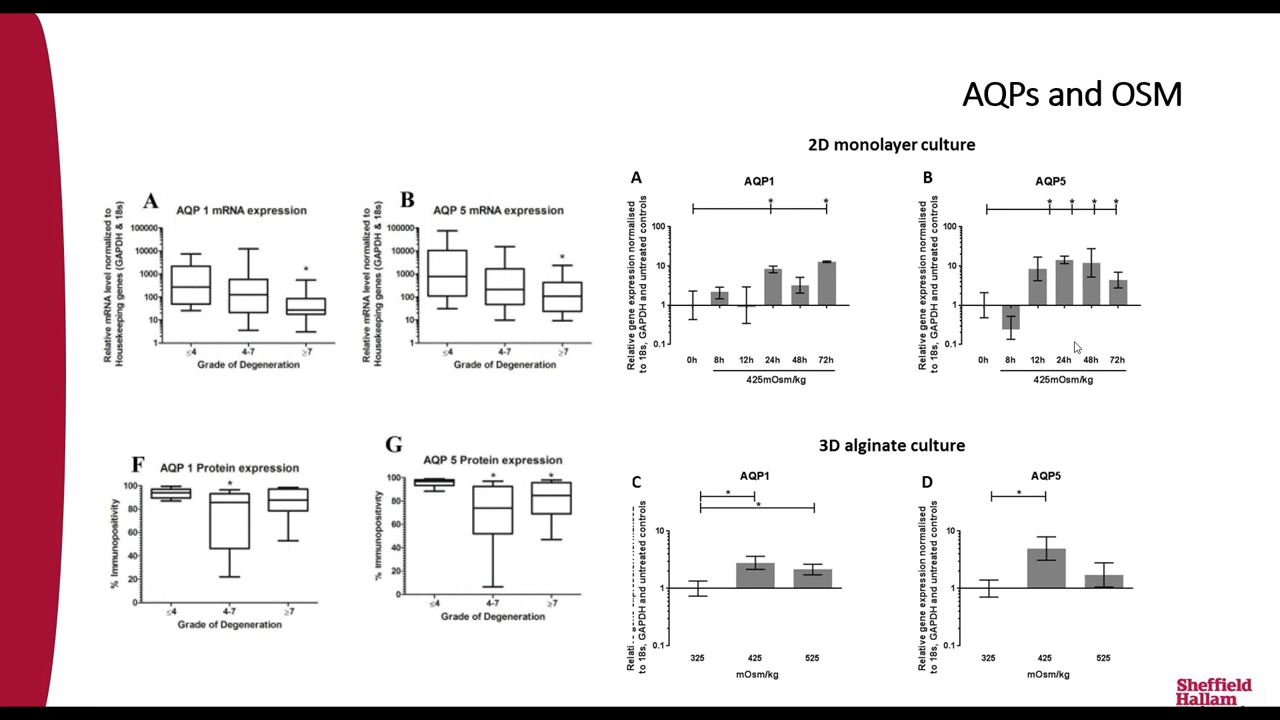 AQPs and OSM
A
AQP 1 mRNA expression
Relative mRNA level normalized to
Housekeeping genes (GAPDH & 18s)
100000
10000
1000
100
10
1
*
≤4 4-7 ≥7
Grade of Degeneration
B
AQP 5 mRNA expression
Relative mRNA level normalized to
Housekeeping genes (GAPDH & 18s)
100000
10000
1000
100
10
1
*
≤4 4-7 ≥7
Grade of Degeneration
F
AQP 1 Protein expression
% Immunopositivity
100
80
60
40
20
0
*
≤4 4-7 ≥7
Grade of Degeneration
G
AQP 5 Protein expression
% Immunopositivity
100
80
60
40
20
0
* *
≤4 4-7 ≥7
Grade of Degeneration
2D monolayer culture
A
AQP1
Relative gene expression normalised
to 18s, GAPDH and untreated controls
* *
100
10
1
0.1
0h 8h 12h 24h 48h 72h
425mOsm/kg
B
AQP5
Relative gene expression normalised
to 18s, GAPDH and untreated controls
* * * *
100
10
1
0.1
0h 8h 12h 24h 48h 72h
425mOsm/kg
3D alginate culture
C
AQP1
to 18s, GAPDH and untreated controls
*
*
10
1
0.1
325 425 525
mOsm/kg
D
AQP5
Relative gene expression normalised
to 18s, GAPDH and untreated controls
*
10
1
0.1
325 425 525
mOsm/kg
Sheffield
Hallam